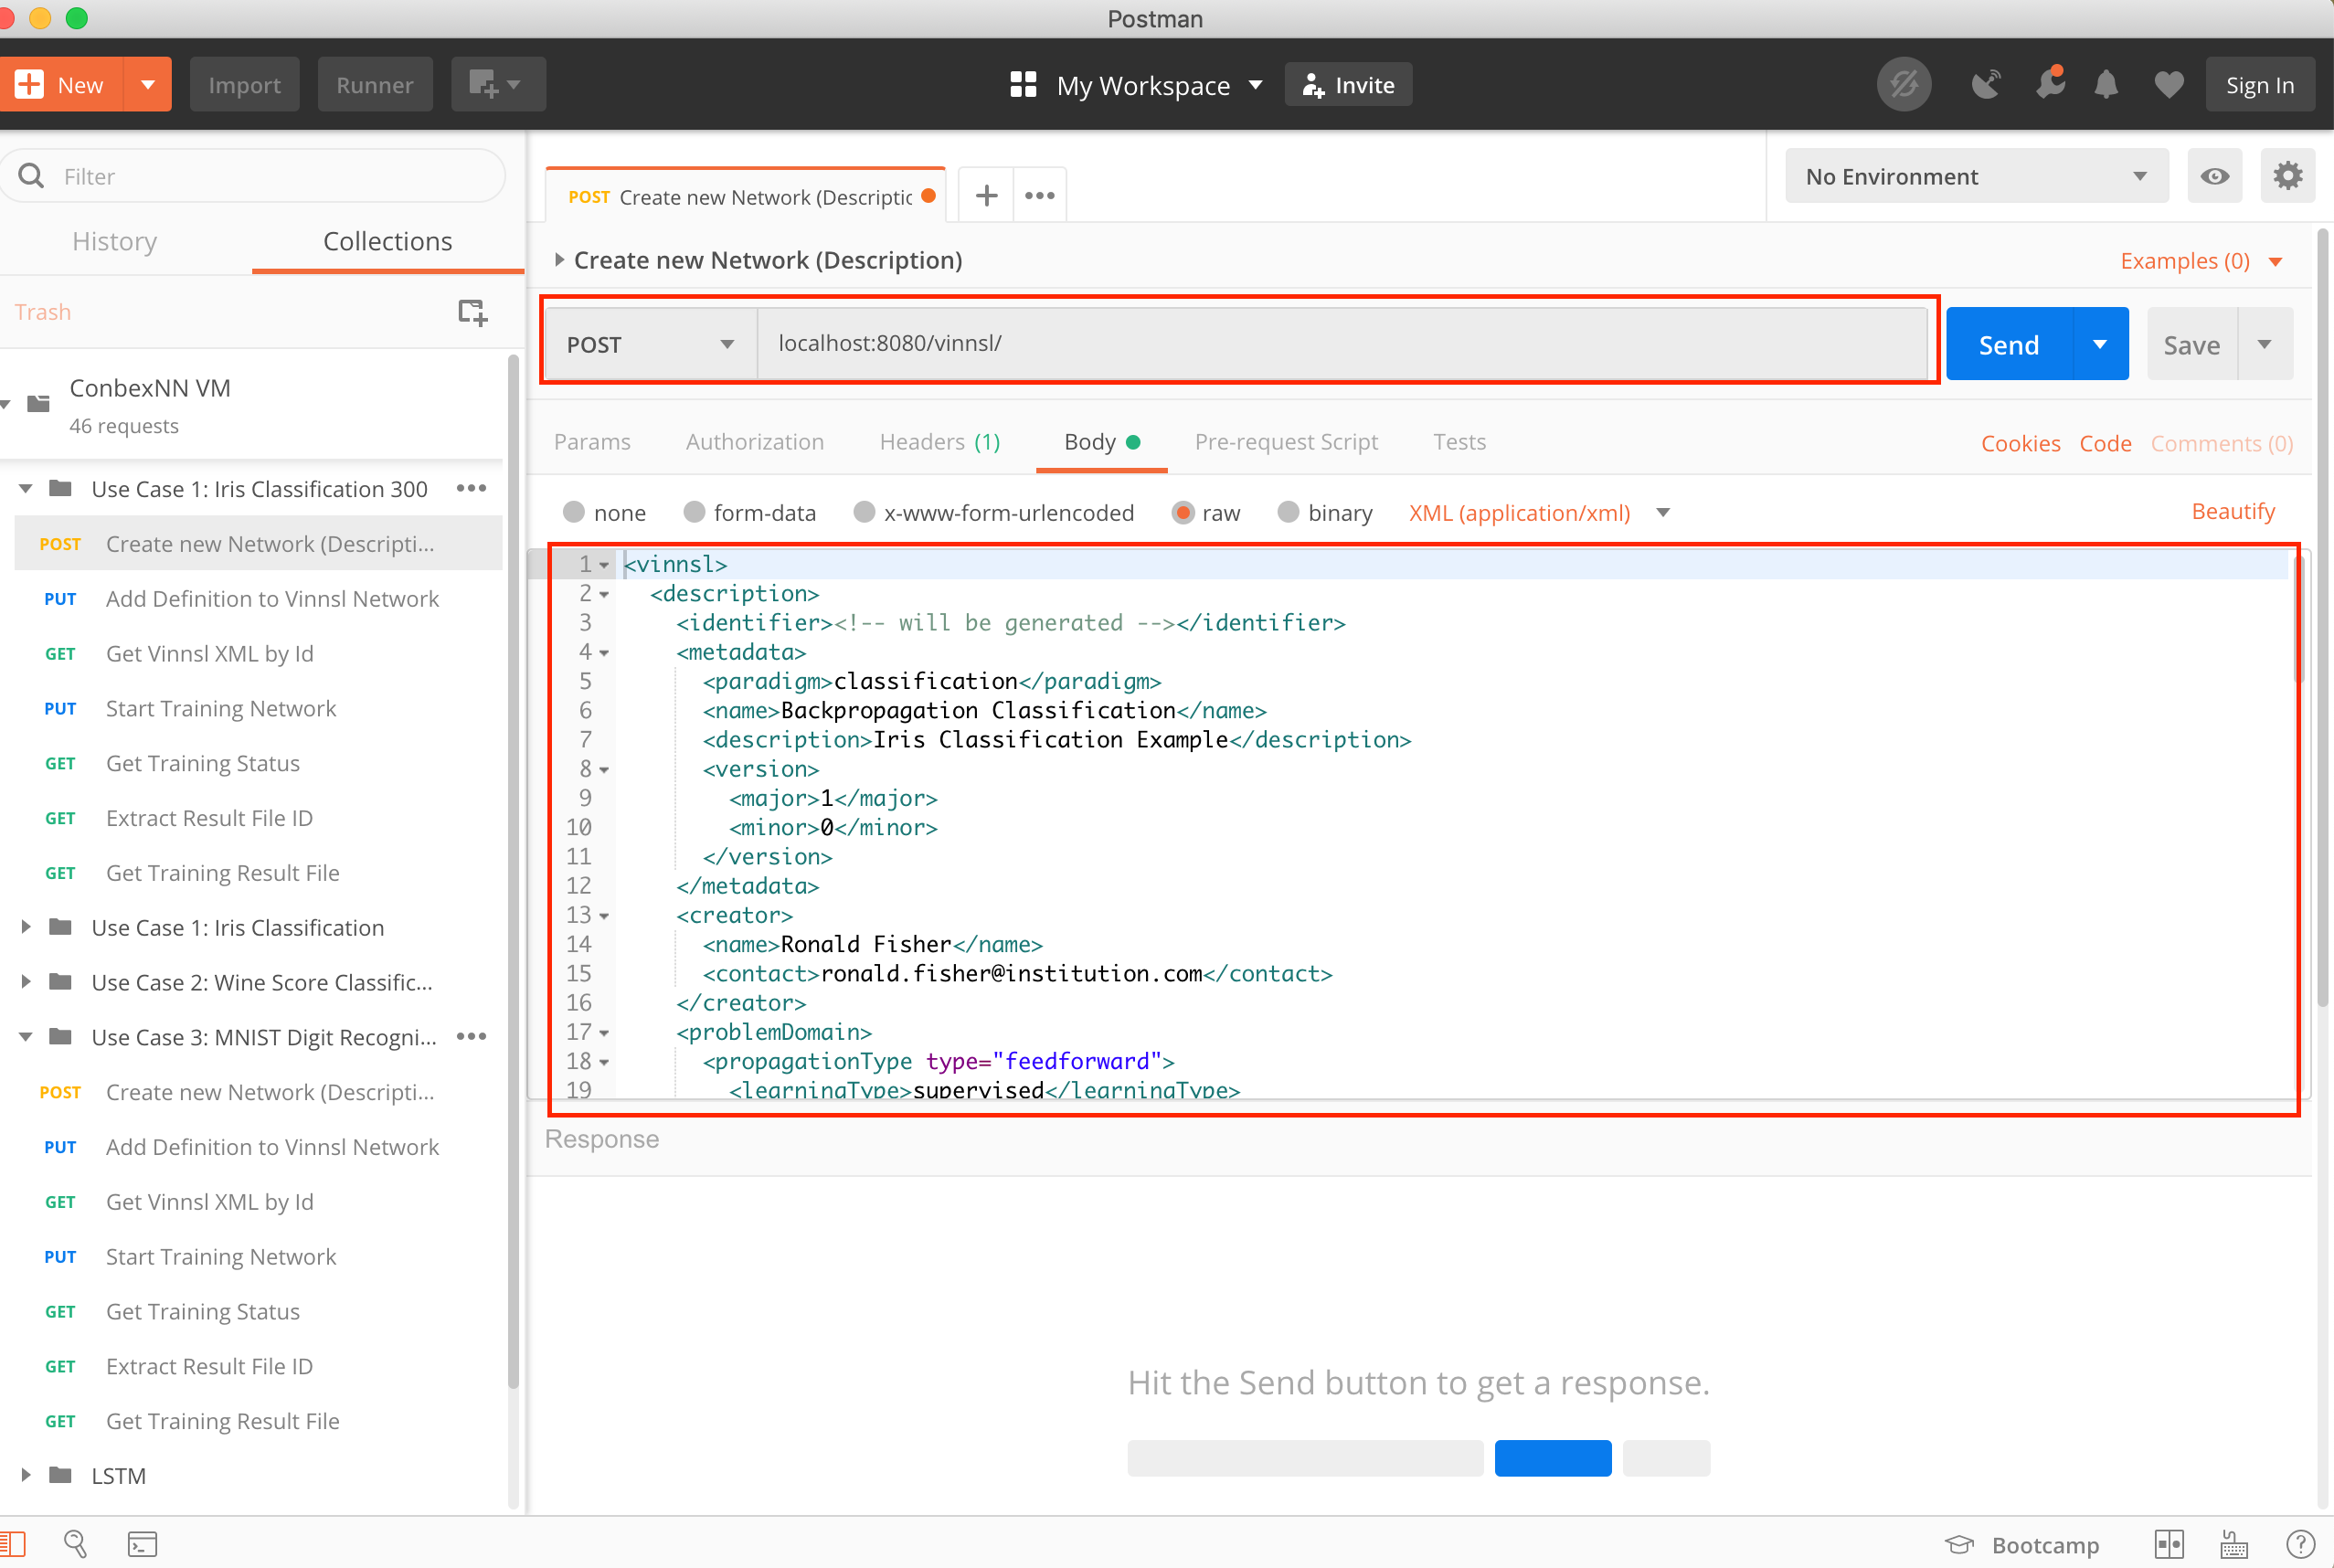 Postman
New
Import
Runner
My Workspace
Invite
Sign In
Filter
History
Collections
Trash
ConbexNN VM
46 requests
Use Case 1: Iris Classification 300
POST Create new Network (Descripti...
PUT Add Definition to Vinnsl Network
GET Get Vinnsl XML by Id
PUT Start Training Network
GET Get Training Status
GET Extract Result File ID
GET Get Training Result File
Use Case 1: Iris Classification
Use Case 2: Wine Score Classific...
Use Case 3: MNIST Digit Recogni...
POST Create new Network (Descripti...
PUT Add Definition to Vinnsl Network
GET Get Vinnsl XML by Id
PUT Start Training Network
GET Get Training Status
GET Extract Result File ID
GET Get Training Result File
LSTM
POST Create new Network (Descriptic
No Environment
Create new Network (Description)
Examples (0)
POST
localhost:8080/vinnsl/
Send
Save
Params
Authorization
Headers (1)
Body
Pre-request Script
Tests
Cookies
Code
Comments (0)
none
form-data
x-www-form-urlencoded
raw
binary
XML (application/xml)
Beautify
1 <vinnsl>
2 <description>
3 <identifier><!-- will be generated --></identifier>
4 <metadata>
5 <paradigm>classification</paradigm>
6 <name>Backpropagation Classification</name>
7 <description>Iris Classification Example</description>
8 <version>
9 <major>1</major>
10 <minor>0</minor>
11 </version>
12 </metadata>
13 <creator>
14 <name>Ronald Fisher</name>
15 <contact>ronald.fisher@institution.com</contact>
16 </creator>
17 <problemDomain>
18 <propagationType type="feedforward">
19 <learningType>supervised</learningType>
Response
Hit the Send button to get a response.
Bootcamp